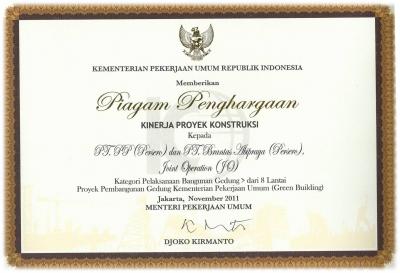 KEMENTERIAN PEKERJAAN UMUM REPUBLIK INDONESIA
Memberikan
Piagam Penghargaan
KINERJA PROYEK KONSTRUKSI
Kepada
PT. PP (Persero) dan PT. Brantas Abipraya (Persero),
Joint Operation (JO)
Kategori Pelaksanaan Bangunan Gedung > dari 8 Lantai
Proyek Pembangunan Gedung Kementerian Pekerjaan Umum (Green Building)
Jakarta, November 2011
MENTERI PEKERJAAN UMUM
DJOKO KIRMANTO